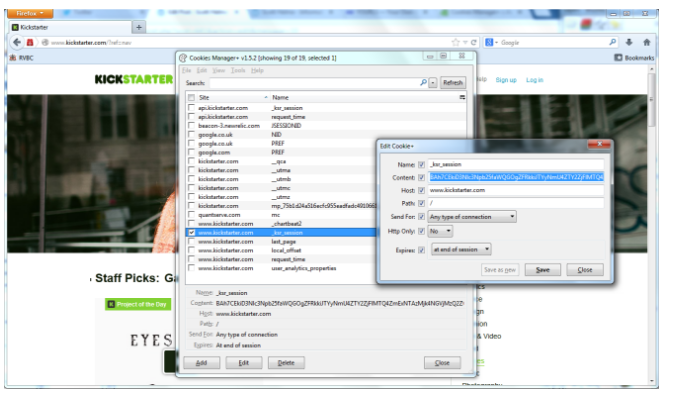 Firefox
Kickstarter
www.kickstarter.com/?ref=nav
Google
RVBC
Bookmarks
KICKSTARTER
Help Sign up Log in
Cookies Manager+ v1.5.2 [showing 19 of 19, selected 1]
File Edit View Tools Help
Search:
Refresh
Site Name
api.kickstarter.com _ksr_session
api.kickstarter.com request_time
beacon-3.newrelic.com JSESSIONID
google.co.uk NID
google.co.uk PREF
google.com PREF
kickstarter.com __qca
kickstarter.com __utma
kickstarter.com __utmb
kickstarter.com __utmc
kickstarter.com __utmz
kickstarter.com
quantserve.com mc
www.kickstarter.com _chartbeat2
www.kickstarter.com _ksr_session
www.kickstarter.com last_page
www.kickstarter.com local_offset
www.kickstarter.com request_time
www.kickstarter.com user_analytics_properties
Name: _ksr_session
Content:
Host: www.kickstarter.com
Path: /
Send For: Any type of connection
Expires: At end of session
Add Edit Delete Close
Edit Cookie+
Name: _ksr_session
Content:
Host: www.kickstarter.com
Path: /
Send For: Any type of connection
Http Only: No
Expires: at end of session
Save as new Save Close
Staff Picks: Ga
Project of the Day
EYES
& Video
Photography